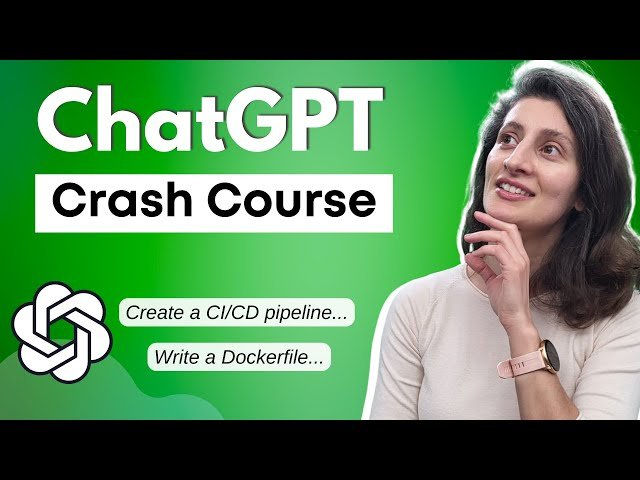 ChatGPT
Crash Course
Create a CI/CD pipeline...
Write a Dockerfile...